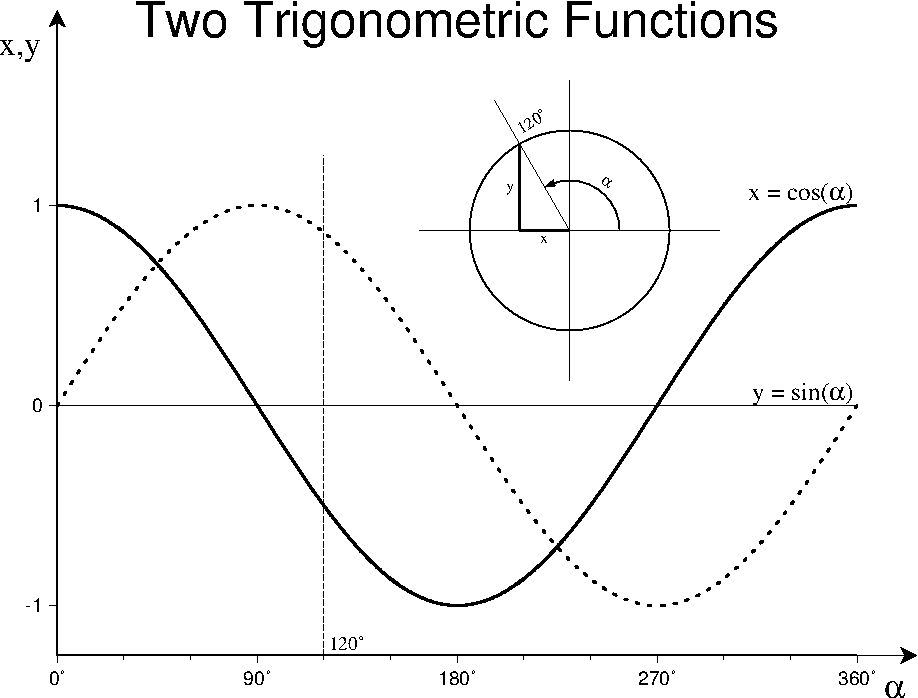 Two Trigonometric Functions
x,y
120°
α
y
x
x = cos(α)
1
y = sin(α)
0
-1
120°
0° 90° 180° 270° 360°
α